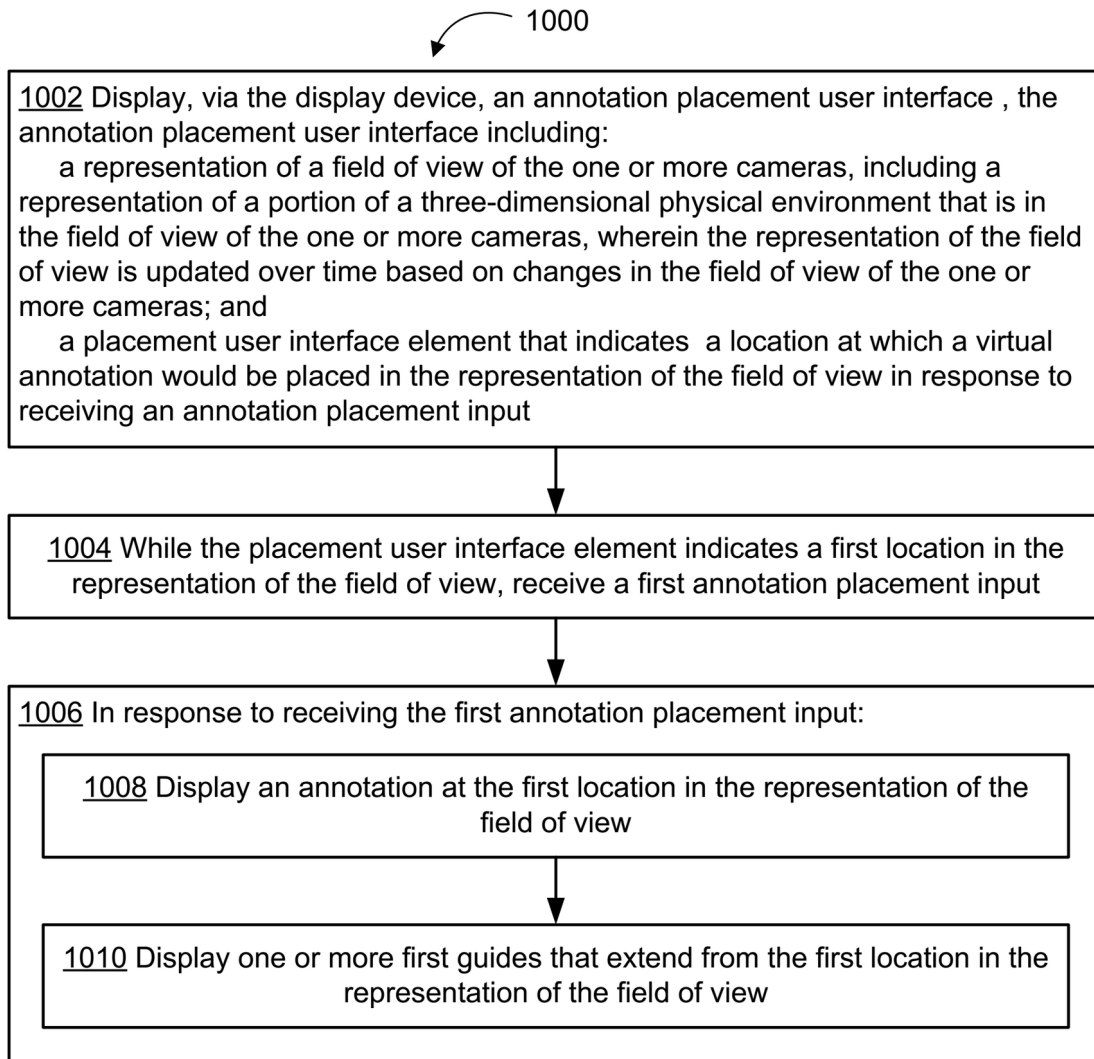 1000
1002 Display, via the display device, an annotation placement user interface , the
annotation placement user interface including:
a representation of a field of view of the one or more cameras, including a
representation of a portion of a three-dimensional physical environment that is in
the field of view of the one or more cameras, wherein the representation of the field
of view is updated over time based on changes in the field of view of the one or
more cameras; and
a placement user interface element that indicates  a location at which a virtual
annotation would be placed in the representation of the field of view in response to
receiving an annotation placement input
1004 While the placement user interface element indicates a first location in the
representation of the field of view, receive a first annotation placement input
1006 In response to receiving the first annotation placement input:
1008 Display an annotation at the first location in the representation of the
field of view
1010 Display one or more first guides that extend from the first location in the
representation of the field of view